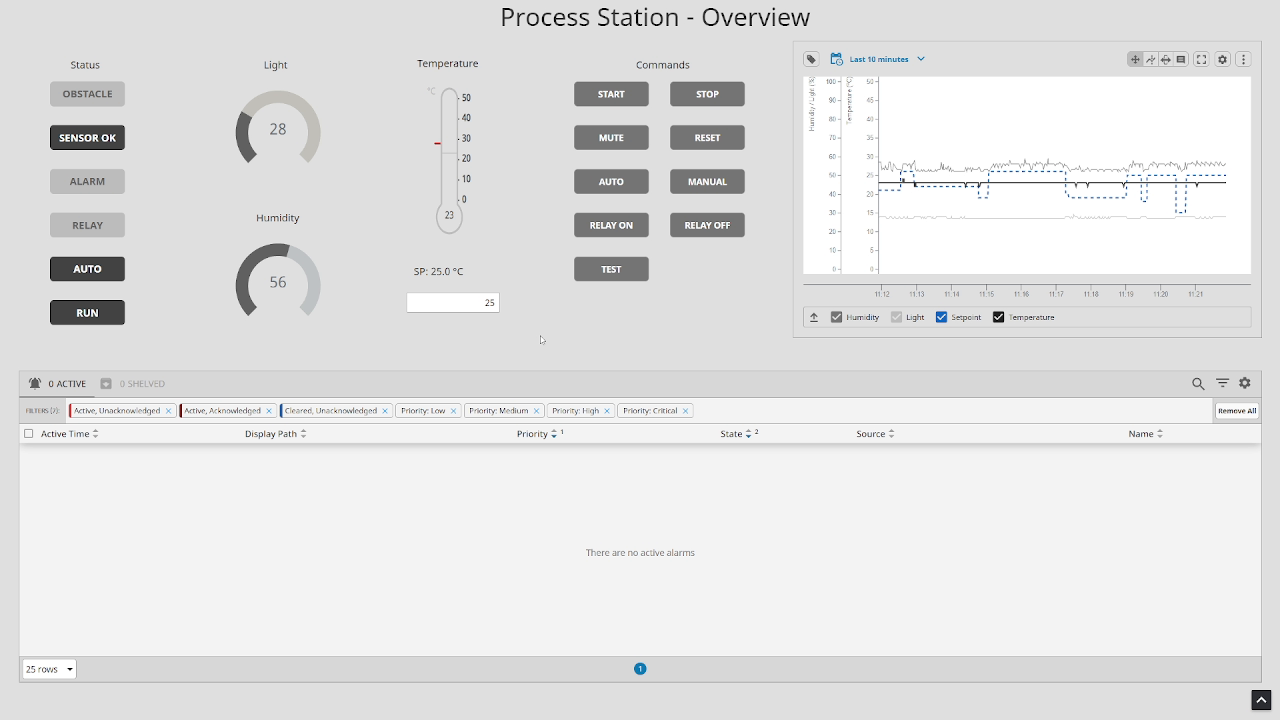 Process Station - Overview
Status
OBSTACLE
SENSOR OK
ALARM
RELAY
AUTO
RUN
Light
28
Humidity
56
Temperature
°C
50
40
30
20
10
0
23
SP: 25.0 °C
25
Commands
START STOP
MUTE RESET
AUTO MANUAL
RELAY ON RELAY OFF
TEST
Last 10 minutes
Humidity / Light (%)
100
90
80
70
60
50
40
30
20
10
0
Temperature (°C)
50
45
40
35
30
25
20
15
10
5
0
11:12 11:13 11:14 11:15 11:16 11:17 11:18 11:19 11:20 11:21
Humidity Light Setpoint Temperature
0 ACTIVE 0 SHELVED
FILTERS (7): Active, Unacknowledged Active, Acknowledged Cleared, Unacknowledged Priority: Low Priority: Medium Priority: High Priority: Critical Remove All
Active Time Display Path Priority 1 State 2 Source Name
There are no active alarms
25 rows 1